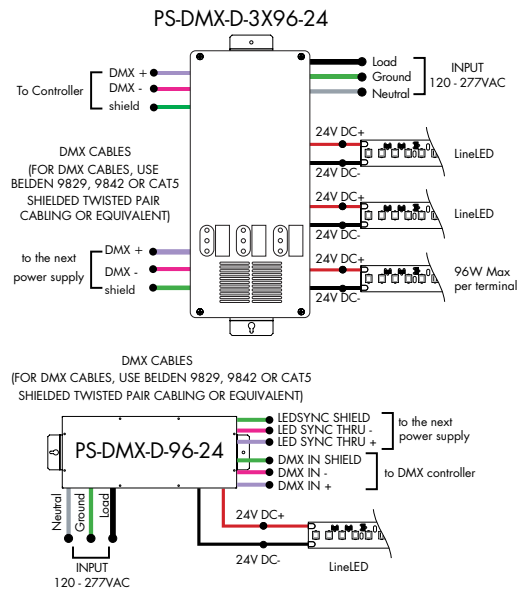 PS-DMX-D-3X96-24
To Controller
DMX +
DMX -
shield
Load
Ground
Neutral
INPUT
120 - 277VAC
DMX CABLES
(FOR DMX CABLES, USE
BELDEN 9829, 9842 OR CAT5
SHIELDED TWISTED PAIR
CABLING OR EQUIVALENT)
24V DC+
24V DC-
LineLED
24V DC+
24V DC-
LineLED
to the next
power supply
DMX +
DMX -
shield
24V DC+
24V DC-
96W Max
per terminal
DMX CABLES
(FOR DMX CABLES, USE BELDEN 9829, 9842 OR CAT5
SHIELDED TWISTED PAIR CABLING OR EQUIVALENT)
PS-DMX-D-96-24
LEDSYNC SHIELD
LED SYNC THRU -
LED SYNC THRU +
to the next
power supply
DMX IN SHIELD
DMX IN -
DMX IN +
to DMX controller
Neutral
Ground
Load
INPUT
120 - 277VAC
24V DC+
24V DC-
LineLED